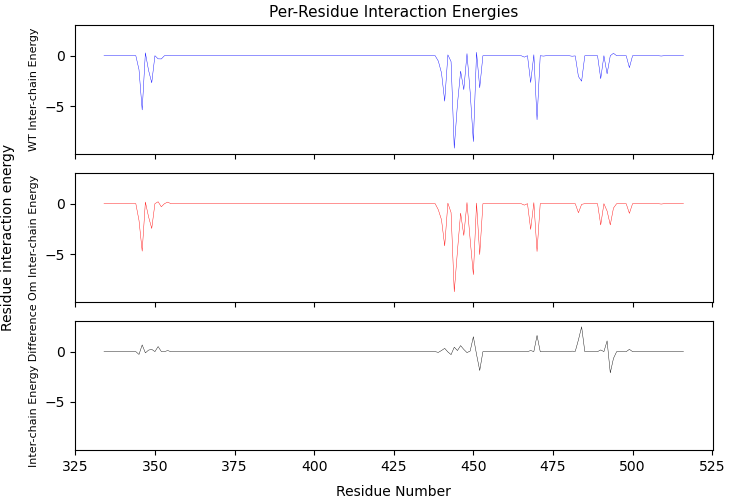 Per-Residue Interaction Energies
Residue interaction energy
WT Inter-chain Energy
0
−5
Om Inter-chain Energy
0
−5
Inter-chain Energy Difference
0
−5
325 350 375 400 425 450 475 500 525
Residue Number